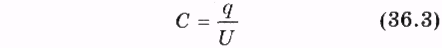 C = q/U (36.3)